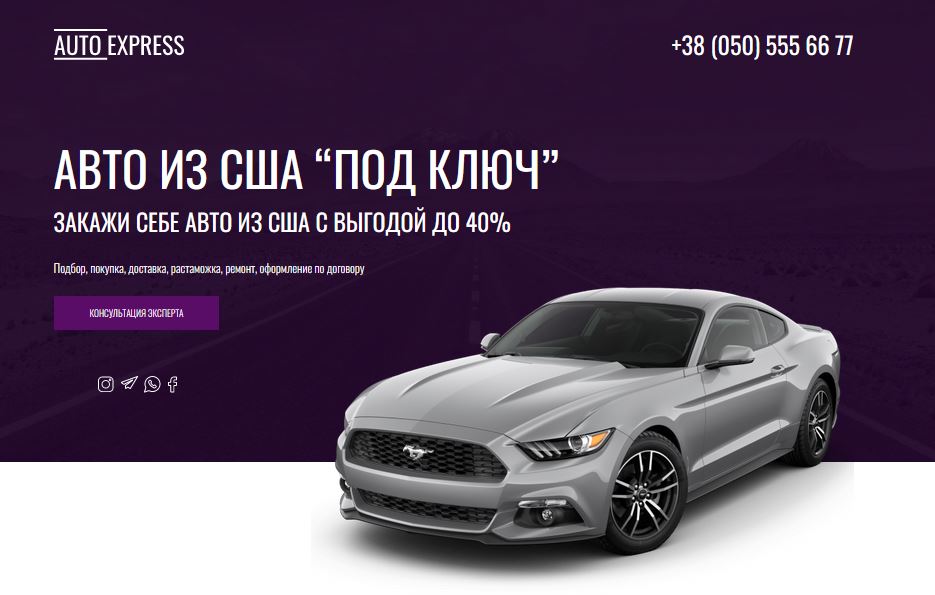 AUTO EXPRESS
+38 (050) 555 66 77
АВТО ИЗ США “ПОД КЛЮЧ”
ЗАКАЖИ СЕБЕ АВТО ИЗ США С ВЫГОДОЙ ДО 40%
Подбор, покупка, доставка, растаможка, ремонт, оформление по договору
КОНСУЛЬТАЦИЯ ЭКСПЕРТА